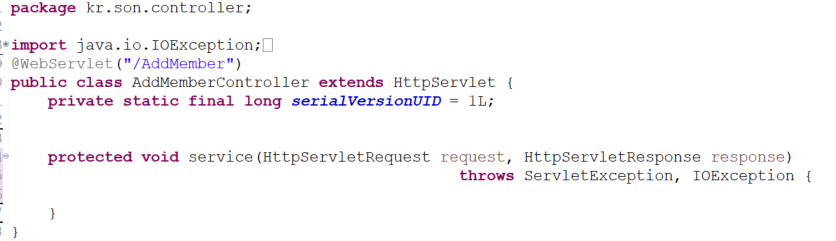 package kr.son.controller;
import java.io.IOException;
@WebServlet("/AddMember")
public class AddMemberController extends HttpServlet {
private static final long serialVersionUID = 1L;
protected void service(HttpServletRequest request, HttpServletResponse response)
throws ServletException, IOException {
}
}